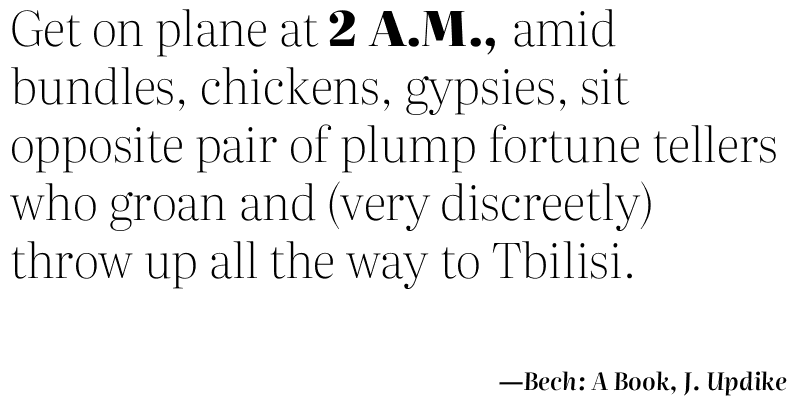 Get on plane at 2 A.M., amid
bundles, chickens, gypsies, sit
opposite pair of plump fortune tellers
who groan and (very discreetly)
throw up all the way to Tbilisi.
—Bech: A Book, J. Updike